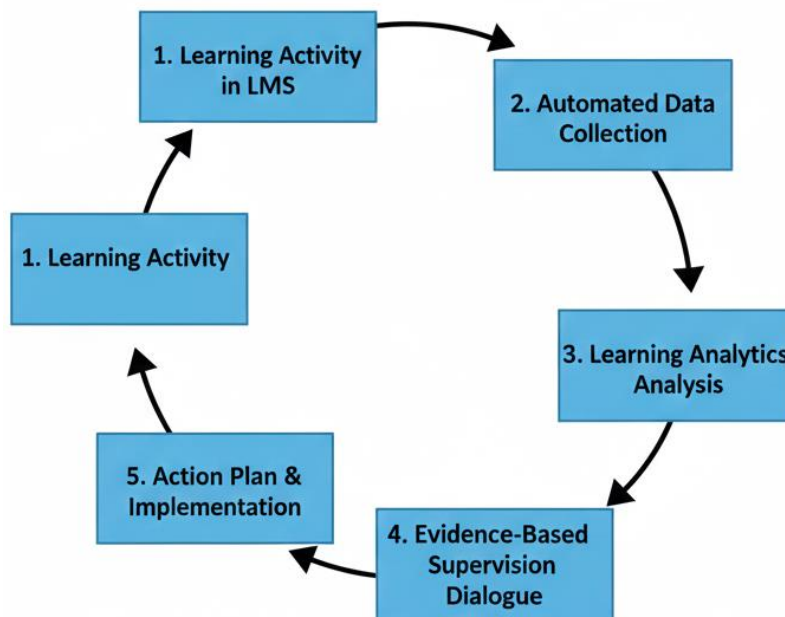 1. Learning Activity
in LMS
2. Automated Data
Collection
3. Learning Analytics
Analysis
4. Evidence-Based
Supervision
Dialogue
5. Action Plan &
Implementation
1. Learning Activity